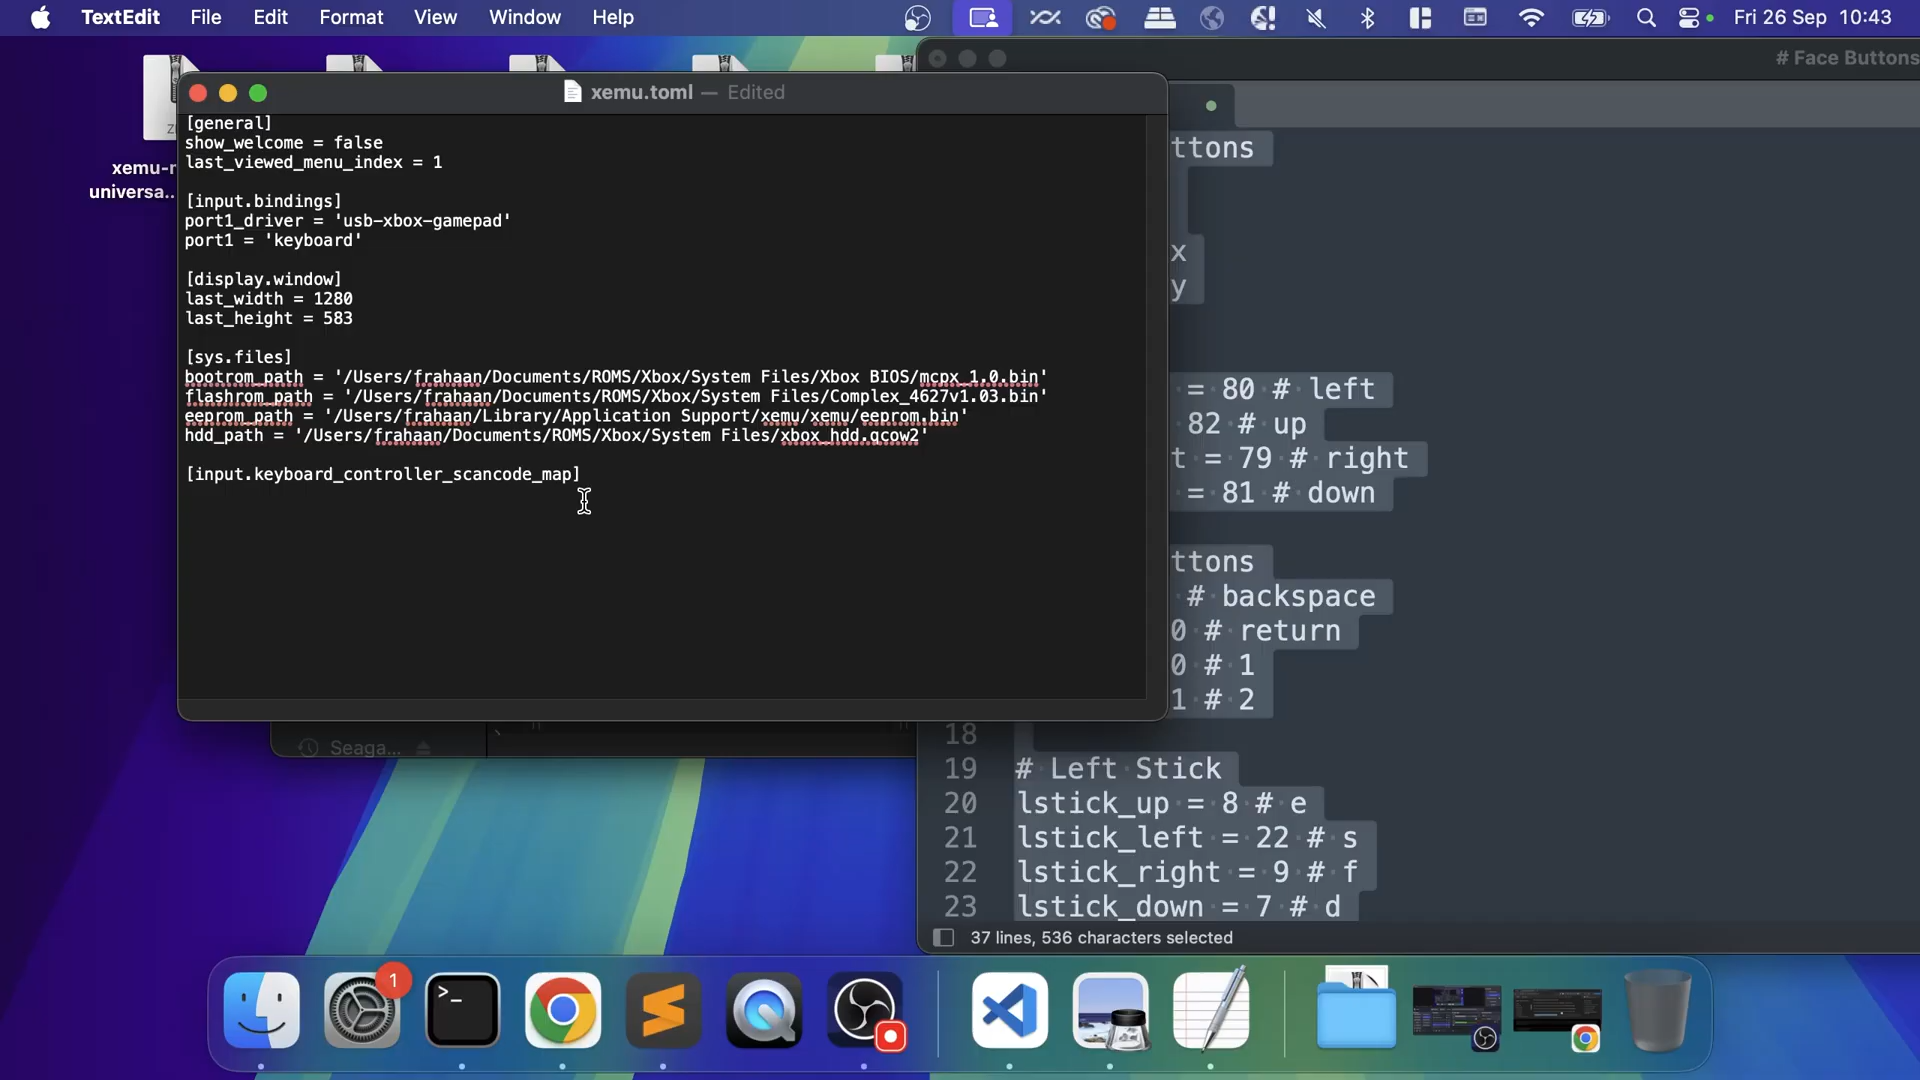 TextEdit File Edit Format View Window Help Fri 26 Sep 10:43
# Face Buttons
xemu.toml — Edited
xemu-r
universa..
[general]
show_welcome = false
last_viewed_menu_index = 1
[input.bindings]
port1_driver = 'usb-xbox-gamepad'
port1 = 'keyboard'
[display.window]
last_width = 1280
last_height = 583
[sys.files]
bootrom_path = '/Users/frahaan/Documents/ROMS/Xbox/System Files/Xbox BIOS/mcpx_1.0.bin'
flashrom_path = '/Users/frahaan/Documents/ROMS/Xbox/System Files/Complex_4627v1.03.bin'
eeprom_path = '/Users/frahaan/Library/Application Support/xemu/xemu/eeprom.bin'
hdd_path = '/Users/frahaan/Documents/ROMS/Xbox/System Files/xbox_hdd.qcow2'
[input.keyboard_controller_scancode_map]
Seaga...
ttons
x
y
= 80 # left
82 # up
t = 79 # right
= 81 # down
ttons
# backspace
0 # return
0 # 1
1 # 2
18
19 # Left Stick
20 lstick_up = 8 # e
21 lstick_left = 22 # s
22 lstick_right = 9 # f
23 lstick_down = 7 # d
37 lines, 536 characters selected
1